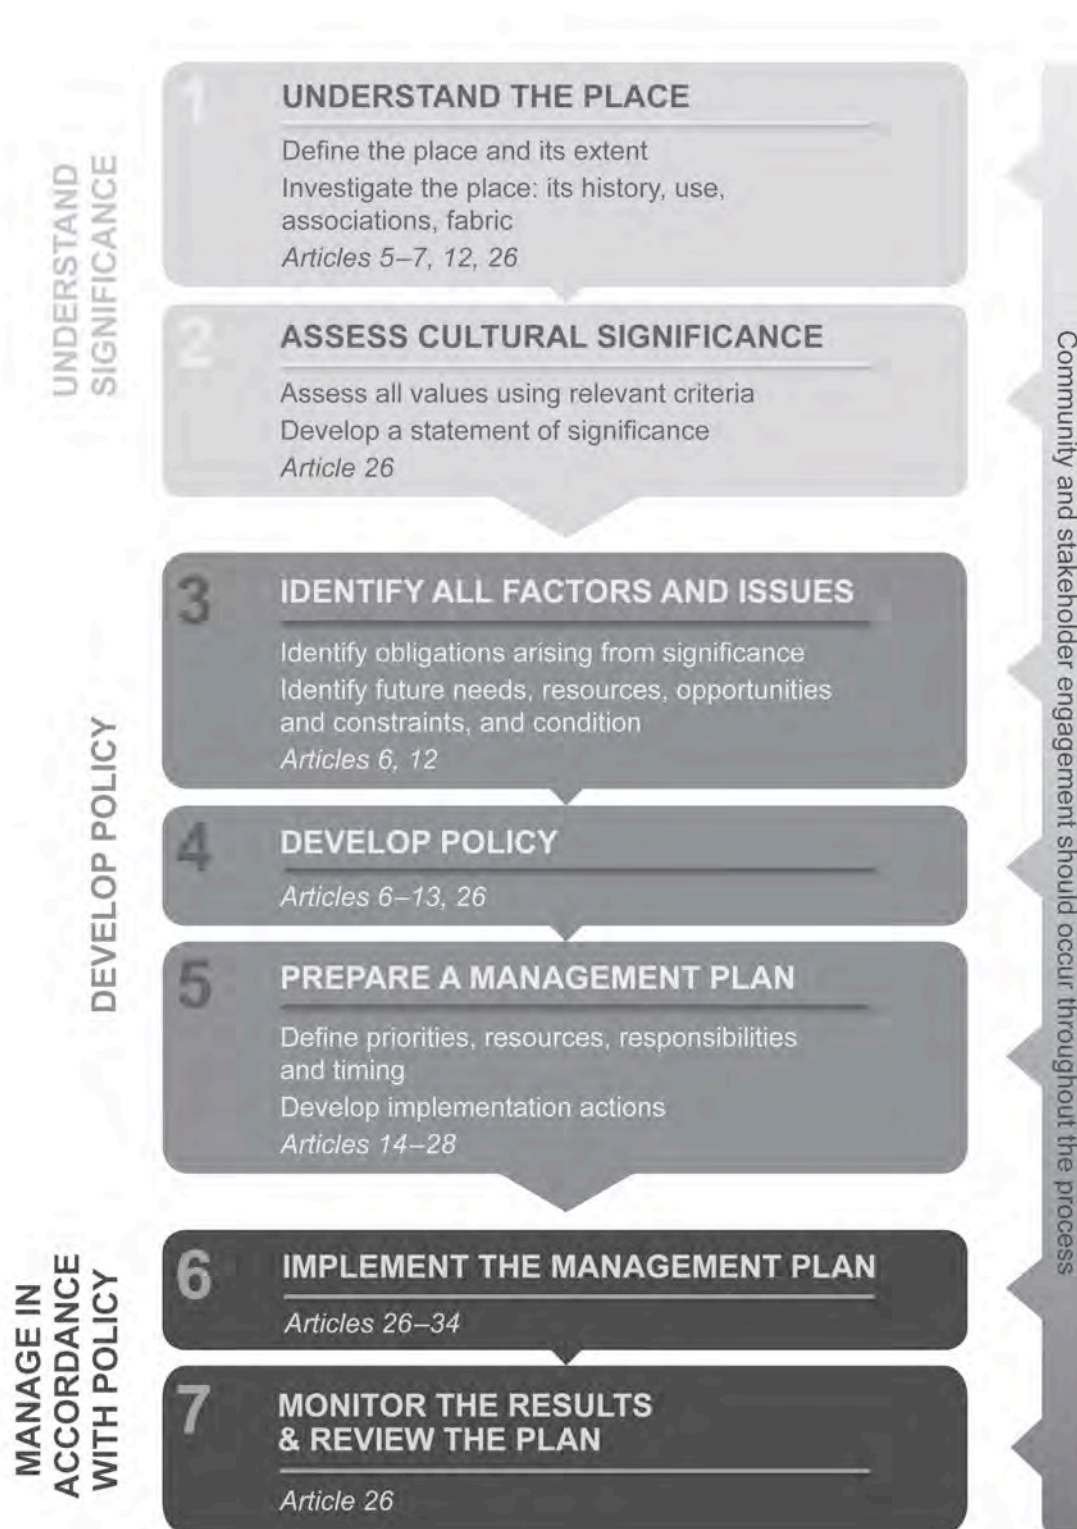 UNDERSTAND
SIGNIFICANCE
1
UNDERSTAND THE PLACE
Define the place and its extent
Investigate the place: its history, use,
associations, fabric
Articles 5–7, 12, 26
2
ASSESS CULTURAL SIGNIFICANCE
Assess all values using relevant criteria
Develop a statement of significance
Article 26
DEVELOP POLICY
3
IDENTIFY ALL FACTORS AND ISSUES
Identify obligations arising from significance
Identify future needs, resources, opportunities
and constraints, and condition
Articles 6, 12
4
DEVELOP POLICY
Articles 6–13, 26
5
PREPARE A MANAGEMENT PLAN
Define priorities, resources, responsibilities
and timing
Develop implementation actions
Articles 14–28
MANAGE IN
ACCORDANCE
WITH POLICY
6
IMPLEMENT THE MANAGEMENT PLAN
Articles 26–34
7
MONITOR THE RESULTS
& REVIEW THE PLAN
Article 26
Community and stakeholder engagement should occur throughout the process